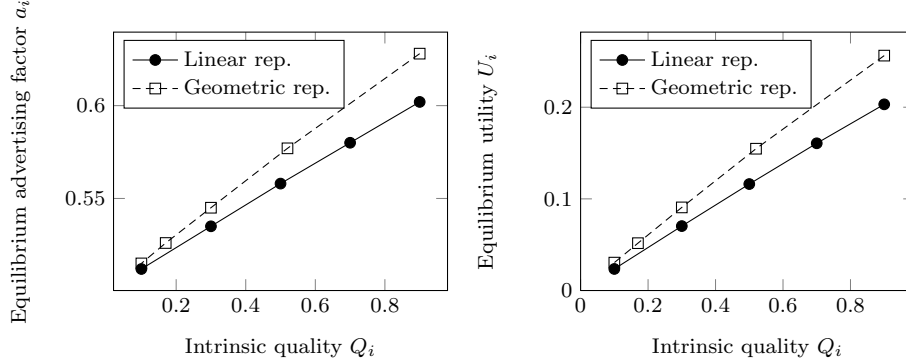 Equilibrium advertising factor a_i
0.6
0.55
Linear rep.
Geometric rep.
0.2 0.4 0.6 0.8
Intrinsic quality Q_i
Equilibrium utility U_i
0.2
0.1
0
Linear rep.
Geometric rep.
0 0.2 0.4 0.6 0.8
Intrinsic quality Q_i